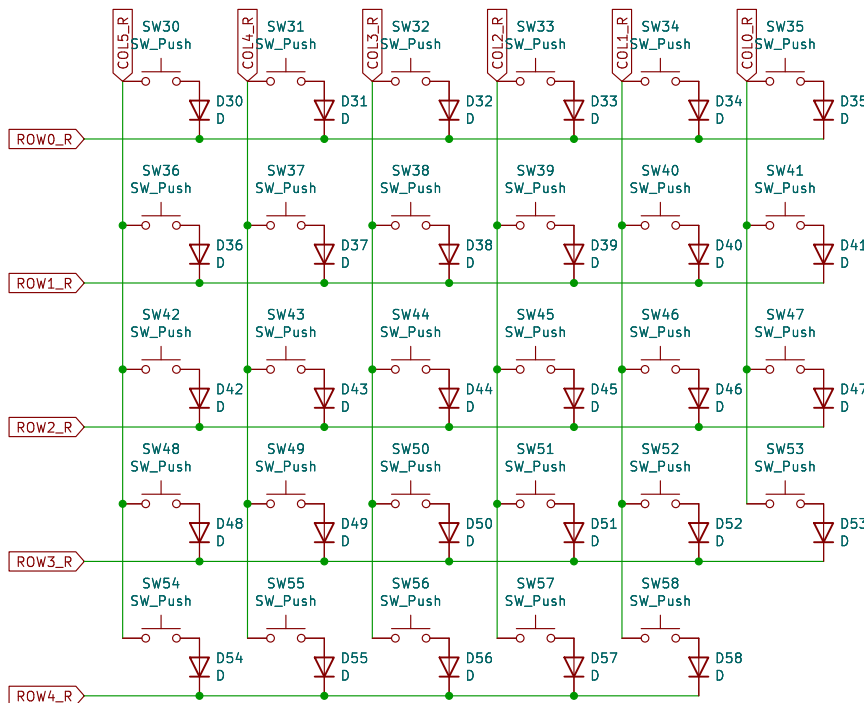 COL5_R
SW30
SW_Push
COL4_R
SW31
SW_Push
COL3_R
SW32
SW_Push
COL2_R
SW33
SW_Push
COL1_R
SW34
SW_Push
COL0_R
SW35
SW_Push
D30
D
D31
D
D32
D
D33
D
D34
D
D35
D
ROW0_R
SW36
SW_Push
SW37
SW_Push
SW38
SW_Push
SW39
SW_Push
SW40
SW_Push
SW41
SW_Push
D36
D
D37
D
D38
D
D39
D
D40
D
D41
D
ROW1_R
SW42
SW_Push
SW43
SW_Push
SW44
SW_Push
SW45
SW_Push
SW46
SW_Push
SW47
SW_Push
D42
D
D43
D
D44
D
D45
D
D46
D
D47
D
ROW2_R
SW48
SW_Push
SW49
SW_Push
SW50
SW_Push
SW51
SW_Push
SW52
SW_Push
SW53
SW_Push
D48
D
D49
D
D50
D
D51
D
D52
D
D53
D
ROW3_R
SW54
SW_Push
SW55
SW_Push
SW56
SW_Push
SW57
SW_Push
SW58
SW_Push
D54
D
D55
D
D56
D
D57
D
D58
D
ROW4_R